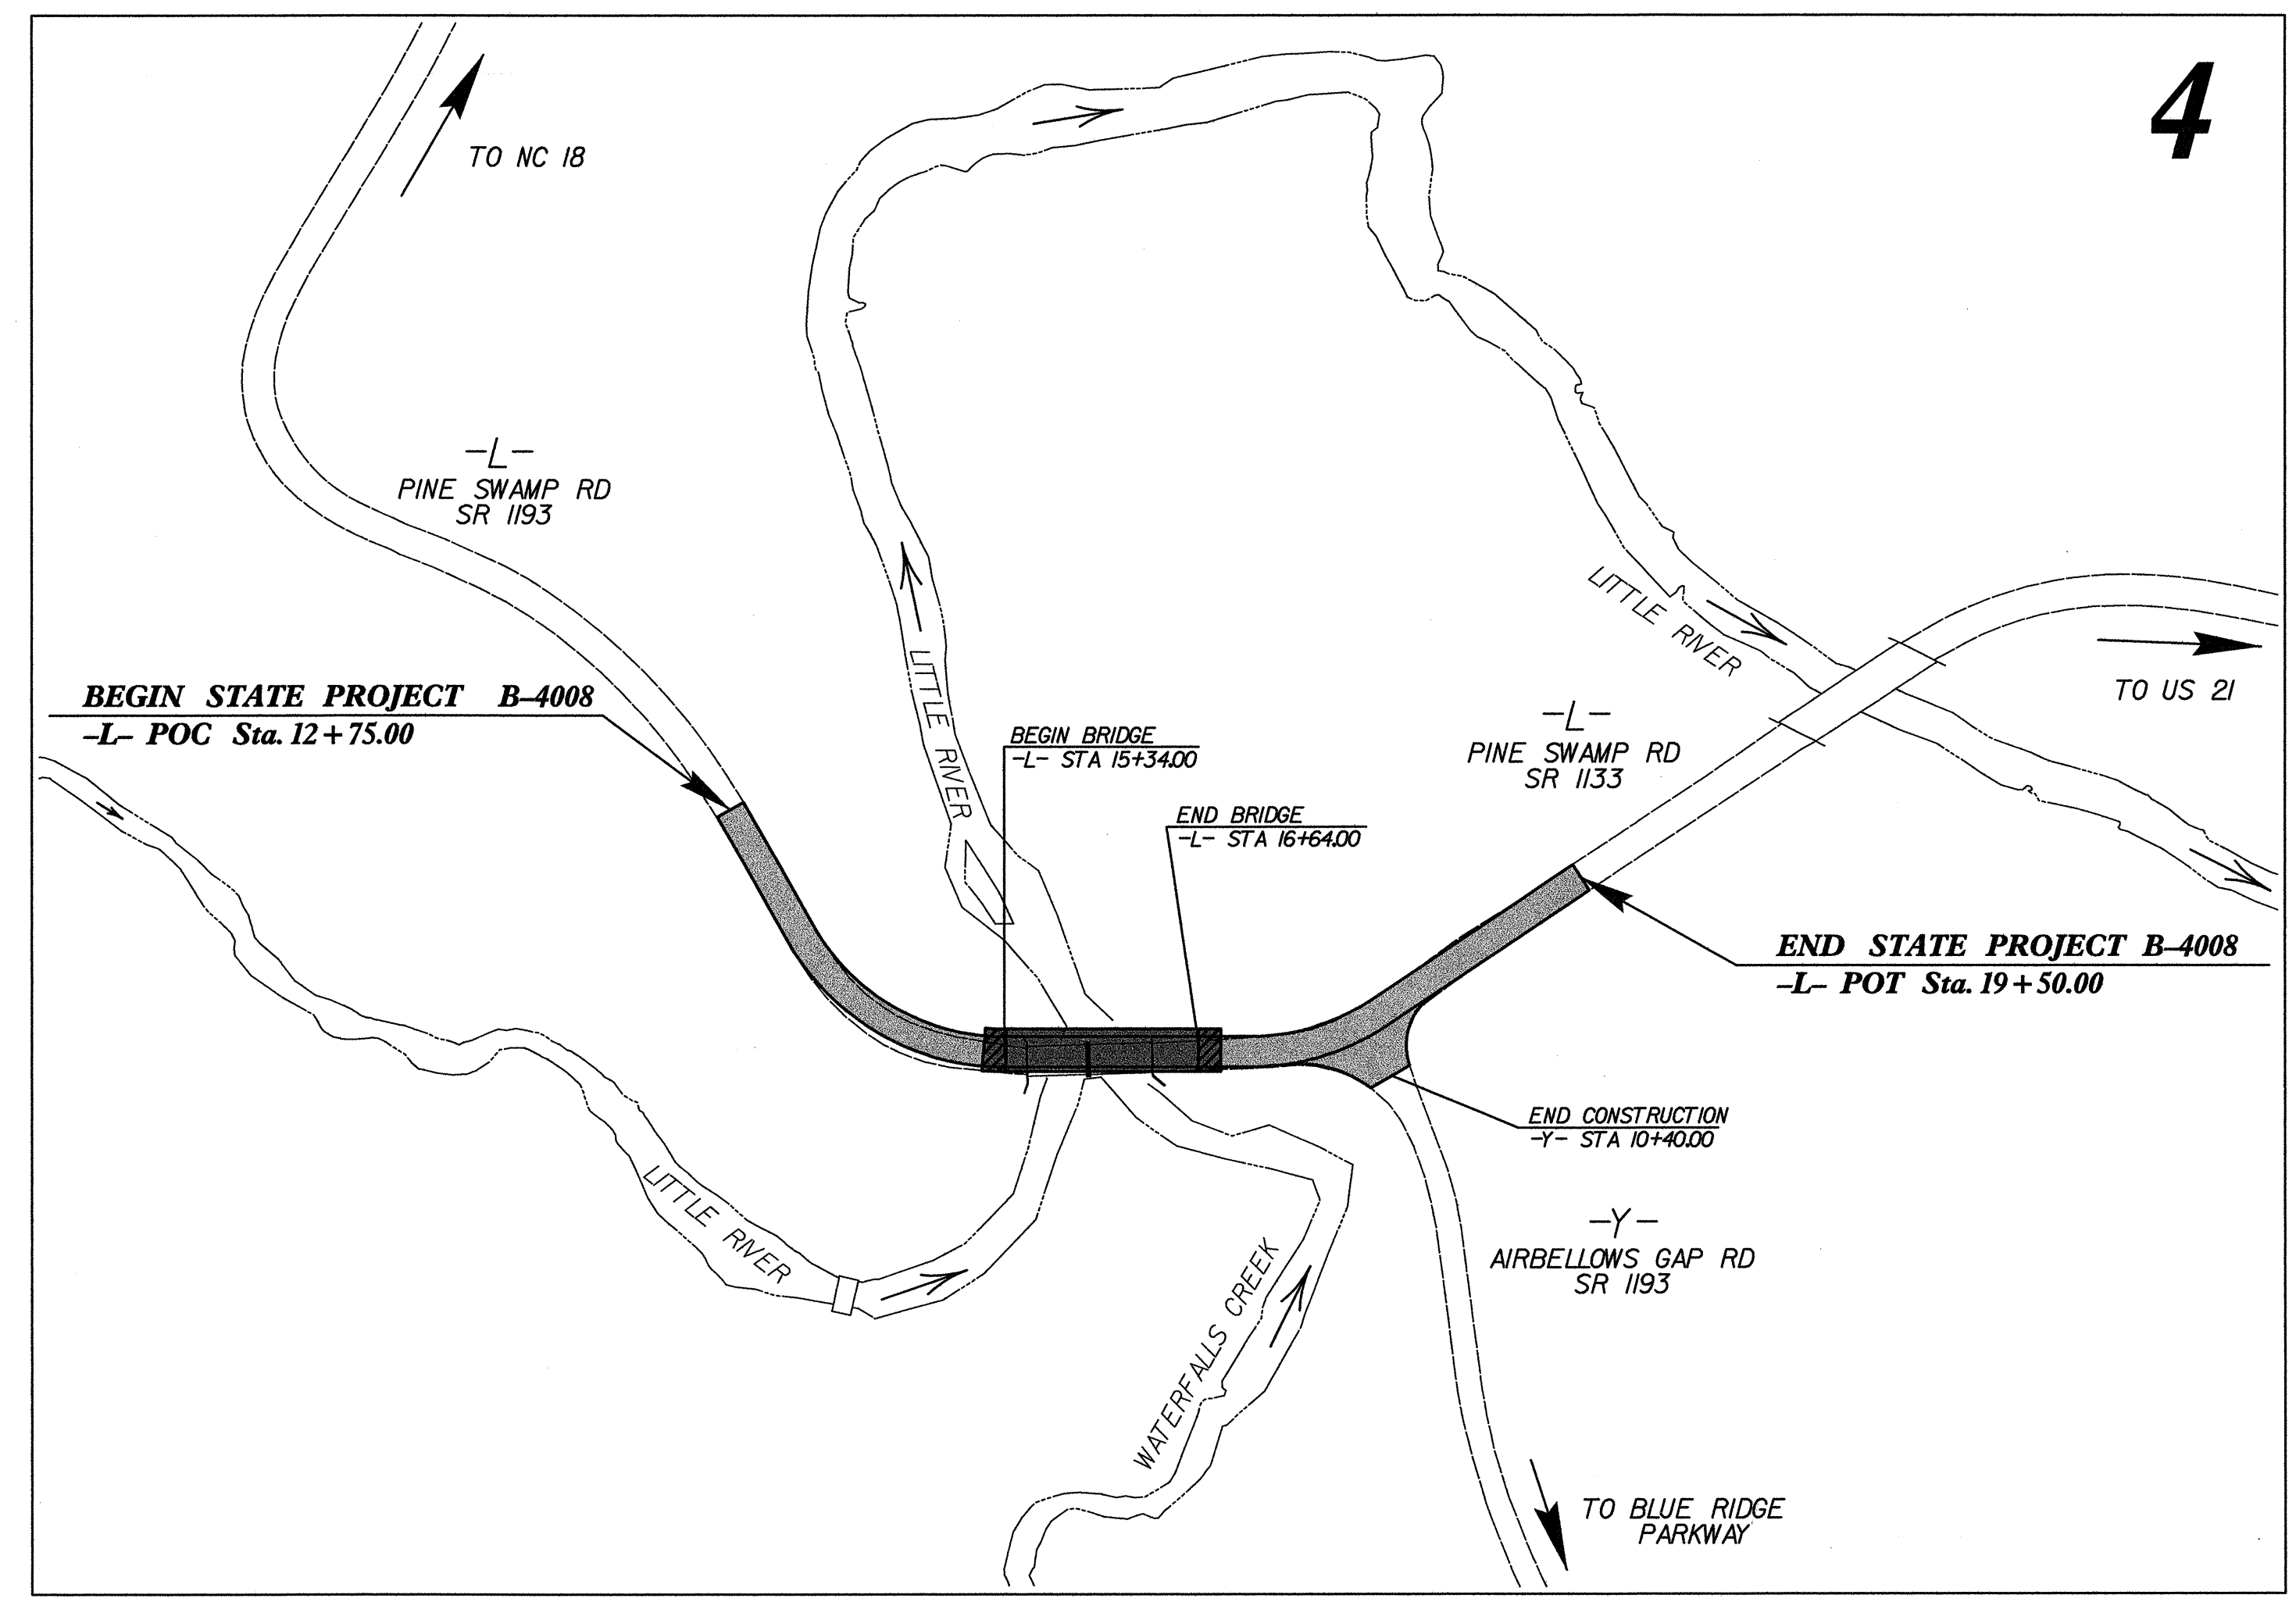 4
TO NC 18
-L-
PINE SWAMP RD
SR 1193
LITTLE RIVER
TO US 21
BEGIN STATE PROJECT B-4008
-L- POC Sta. 12+75.00
LITTLE RIVER
BEGIN BRIDGE
-L- STA 15+34.00
-L-
PINE SWAMP RD
SR 1133
END BRIDGE
-L- STA 16+64.00
END STATE PROJECT B-4008
-L- POT Sta. 19+50.00
END CONSTRUCTION
-Y- STA 10+40.00
LITTLE RIVER
-Y-
AIRBELLOWS GAP RD
SR 1193
WATERFALLS CREEK
TO BLUE RIDGE
PARKWAY